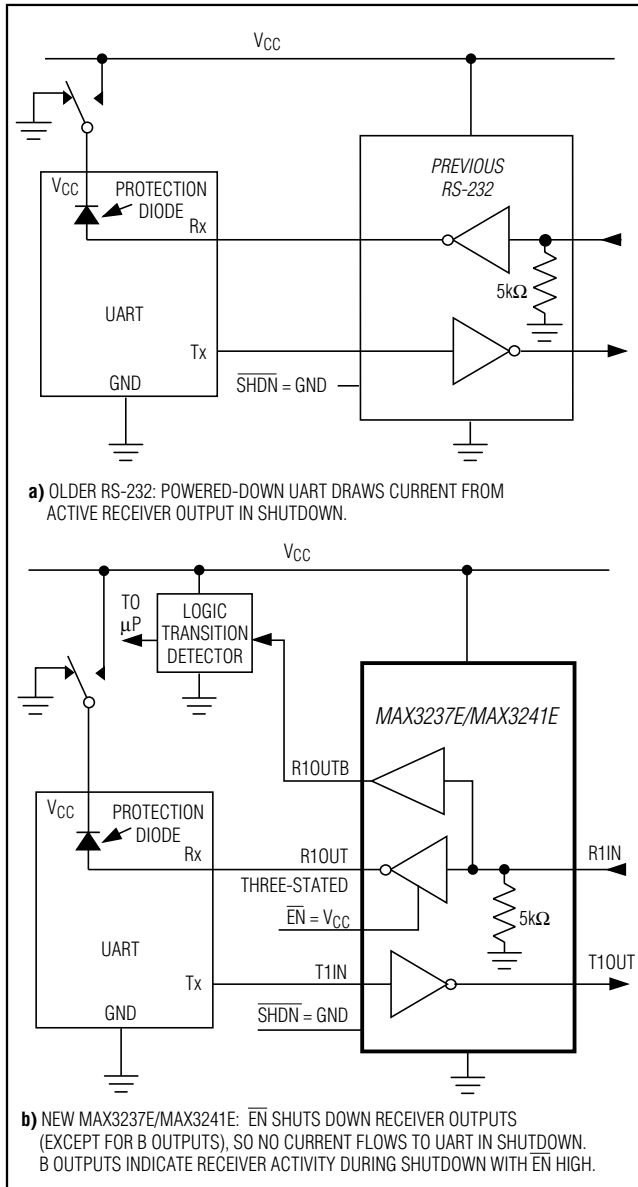 VCC
PREVIOUS
RS-232
VCC
PROTECTION
DIODE
Rx
5kΩ
UART
Tx
GND
SHDN = GND
a) OLDER RS-232: POWERED-DOWN UART DRAWS CURRENT FROM
ACTIVE RECEIVER OUTPUT IN SHUTDOWN.
VCC
TO
μP
LOGIC
TRANSITION
DETECTOR
MAX3237E/MAX3241E
R1OUTB
VCC
PROTECTION
DIODE
Rx
R1OUT
R1IN
THREE-STATED
EN = VCC
5kΩ
UART
Tx
T1IN
T1OUT
GND
SHDN = GND
b) NEW MAX3237E/MAX3241E: EN SHUTS DOWN RECEIVER OUTPUTS
(EXCEPT FOR B OUTPUTS), SO NO CURRENT FLOWS TO UART IN SHUTDOWN.
B OUTPUTS INDICATE RECEIVER ACTIVITY DURING SHUTDOWN WITH EN HIGH.